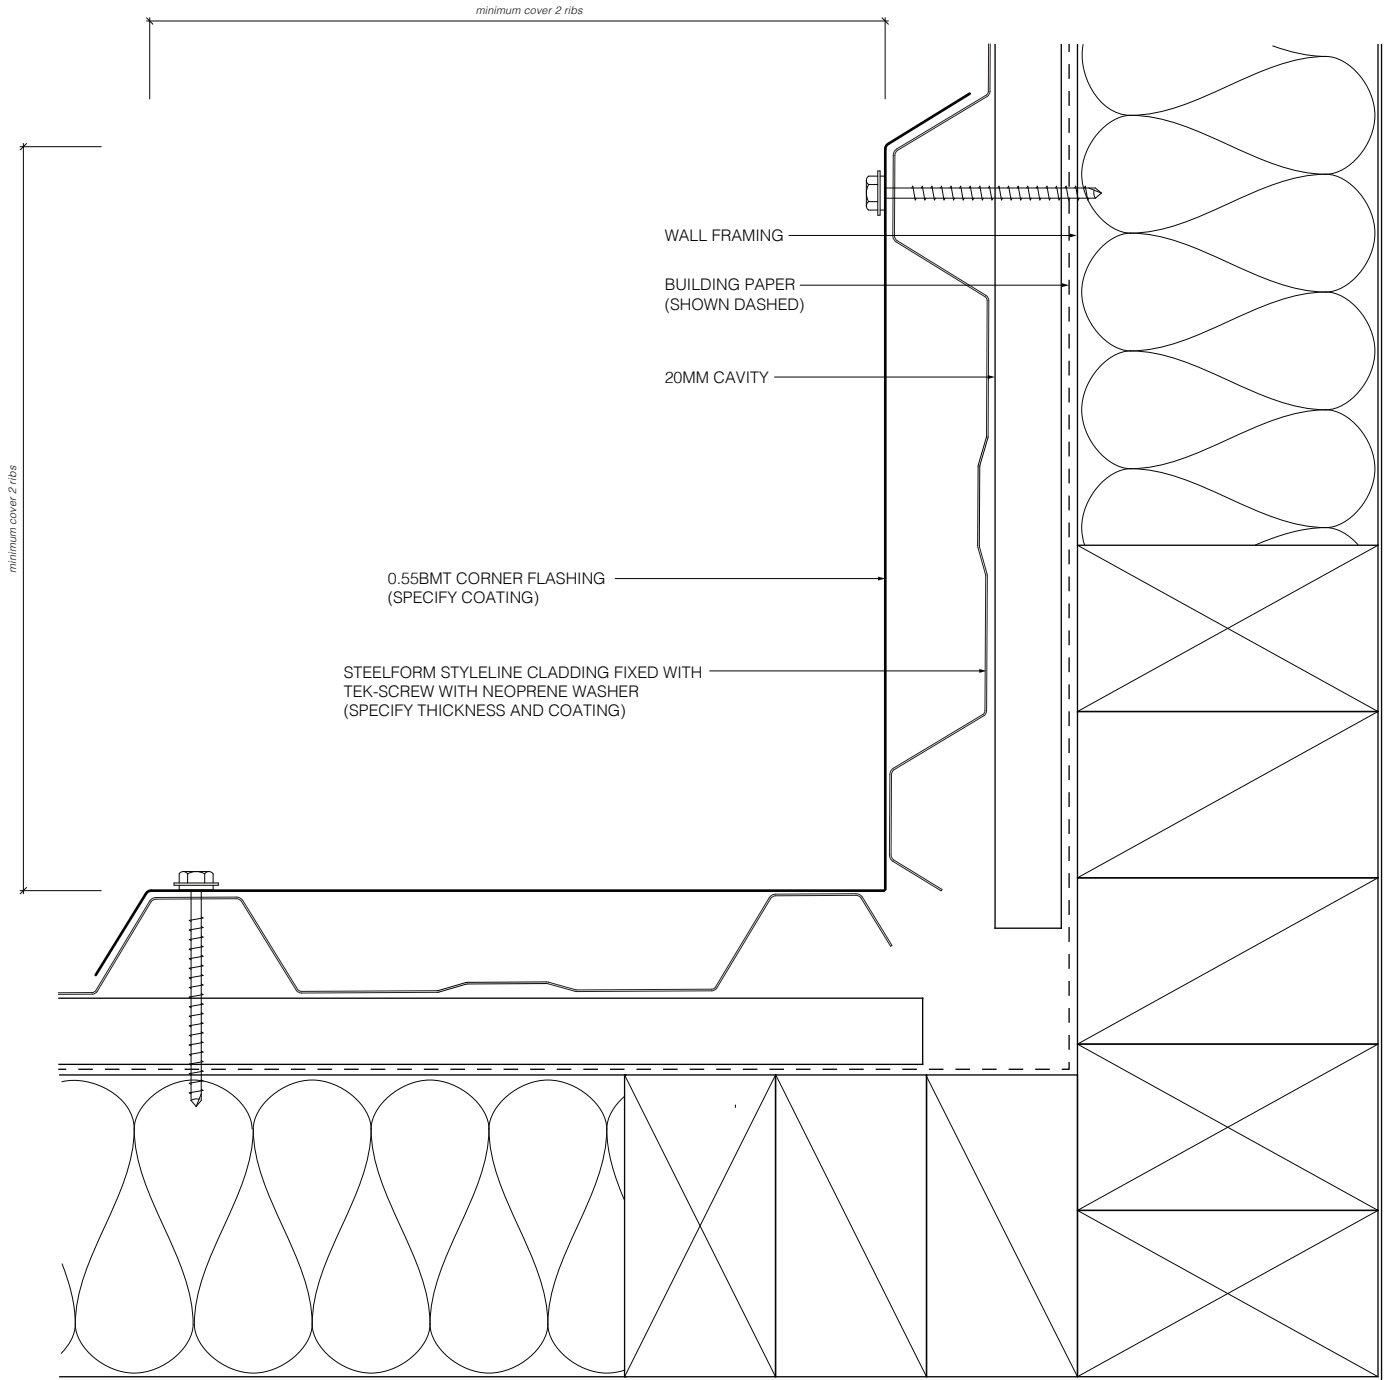 minimum cover 2 ribs
WALL FRAMING
BUILDING PAPER
(SHOWN DASHED)
20MM CAVITY
minimum cover 2 ribs
0.55BMT CORNER FLASHING
(SPECIFY COATING)
STEELFORM STYLELINE CLADDING FIXED WITH
TEK-SCREW WITH NEOPRENE WASHER
(SPECIFY THICKNESS AND COATING)